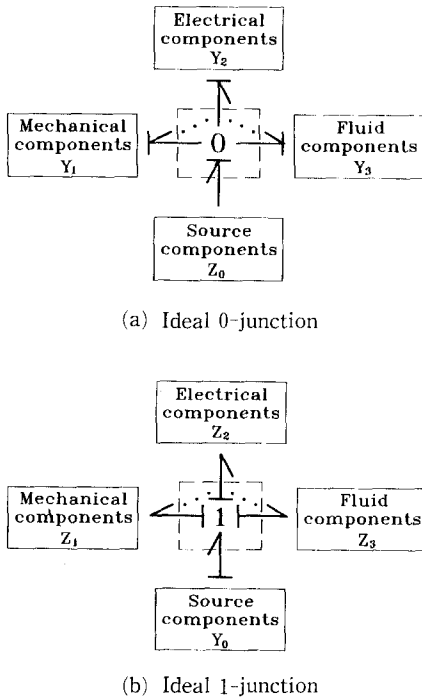 Electrical
components
Y₂
Mechanical
components
Y₁
0
Fluid
components
Y₃
Source
components
Z₀
(a) Ideal 0-junction
Electrical
components
Z₂
Mechanical
components
Z₁
1
Fluid
components
Z₃
Source
components
Y₀
(b) Ideal 1-junction